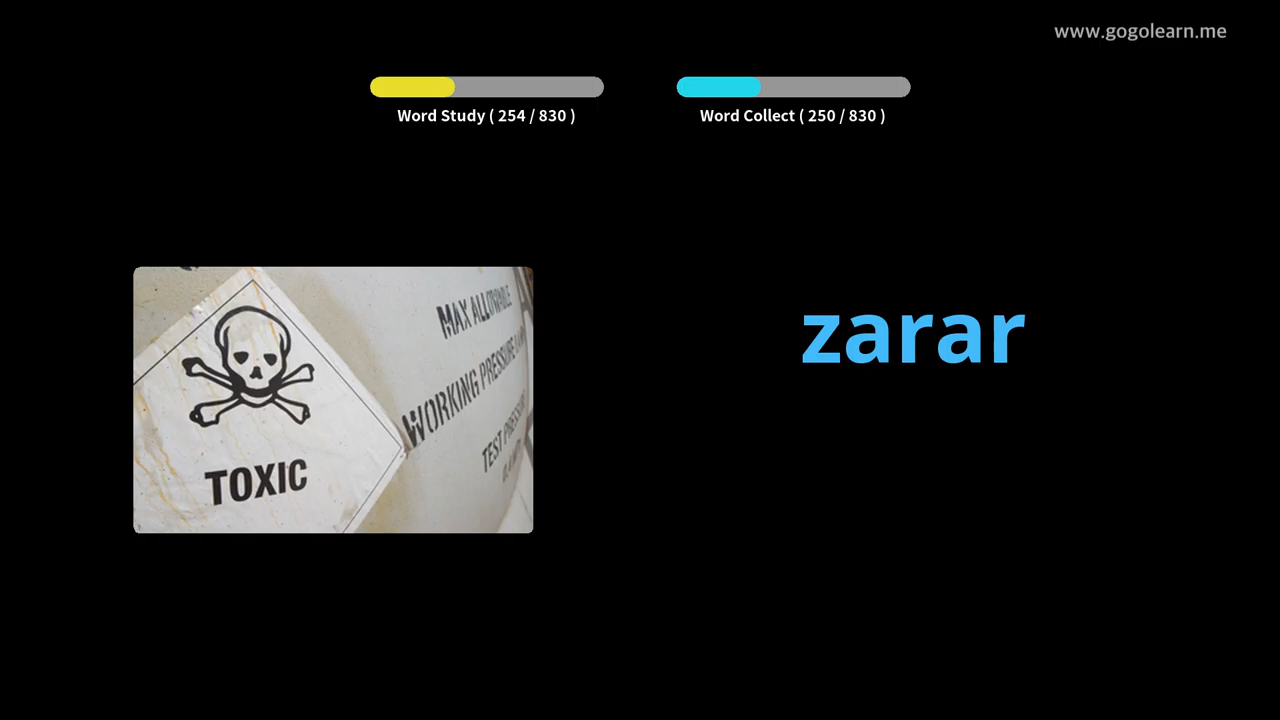 www.gogolearn.me
Word Study ( 254 / 830 )
Word Collect ( 250 / 830 )
MAX ALLOWABLE
WORKING PRESSURE
TEST PRESSURE
TOXIC
zarar